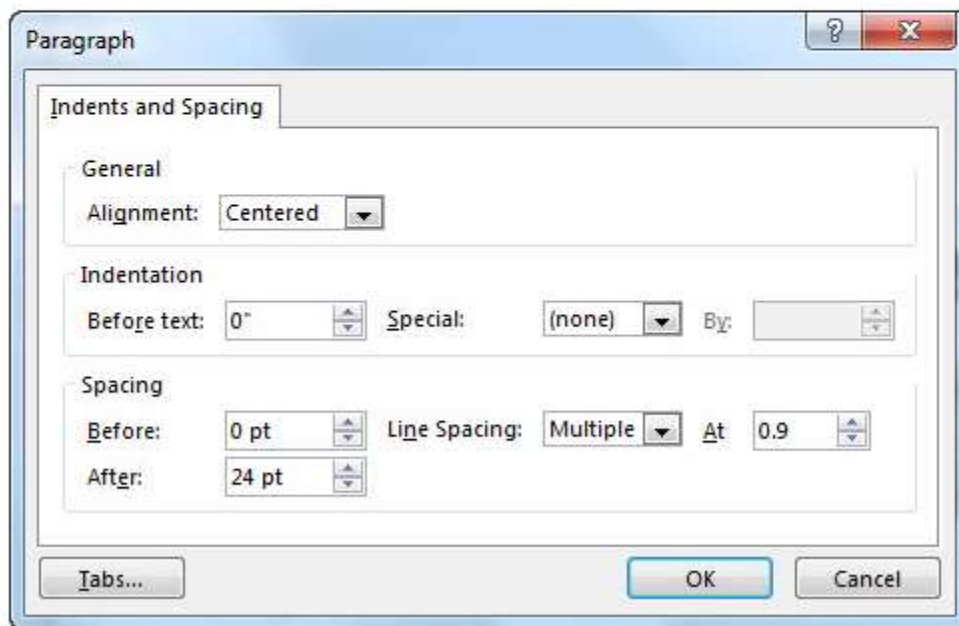 Paragraph
Indents and Spacing
General
Alignment: Centered
Indentation
Before text: 0" Special: (none) By:
Spacing
Before: 0 pt Line Spacing: Multiple At 0.9
After: 24 pt
Tabs... OK Cancel